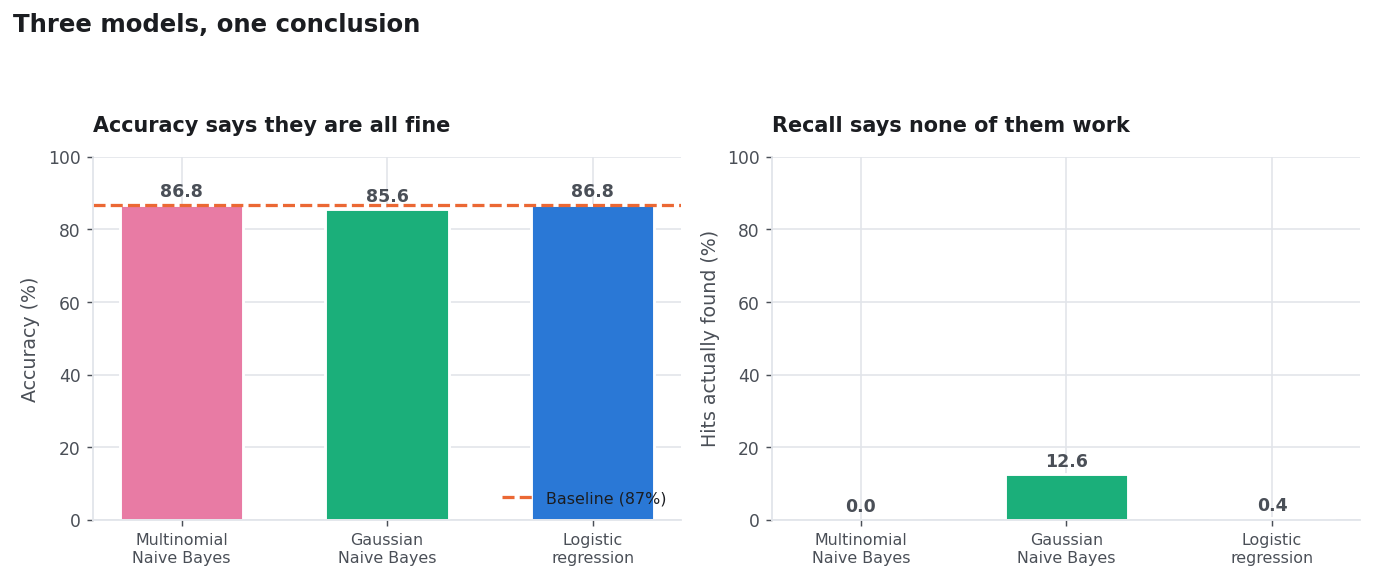 Three models, one conclusion
Accuracy says they are all fine
Accuracy (%)
100
80
60
40
20
0
86.8
85.6
86.8
Baseline (87%)
Multinomial
Naive Bayes
Gaussian
Naive Bayes
Logistic
regression
Recall says none of them work
Hits actually found (%)
100
80
60
40
20
0
0.0
12.6
0.4
Multinomial
Naive Bayes
Gaussian
Naive Bayes
Logistic
regression